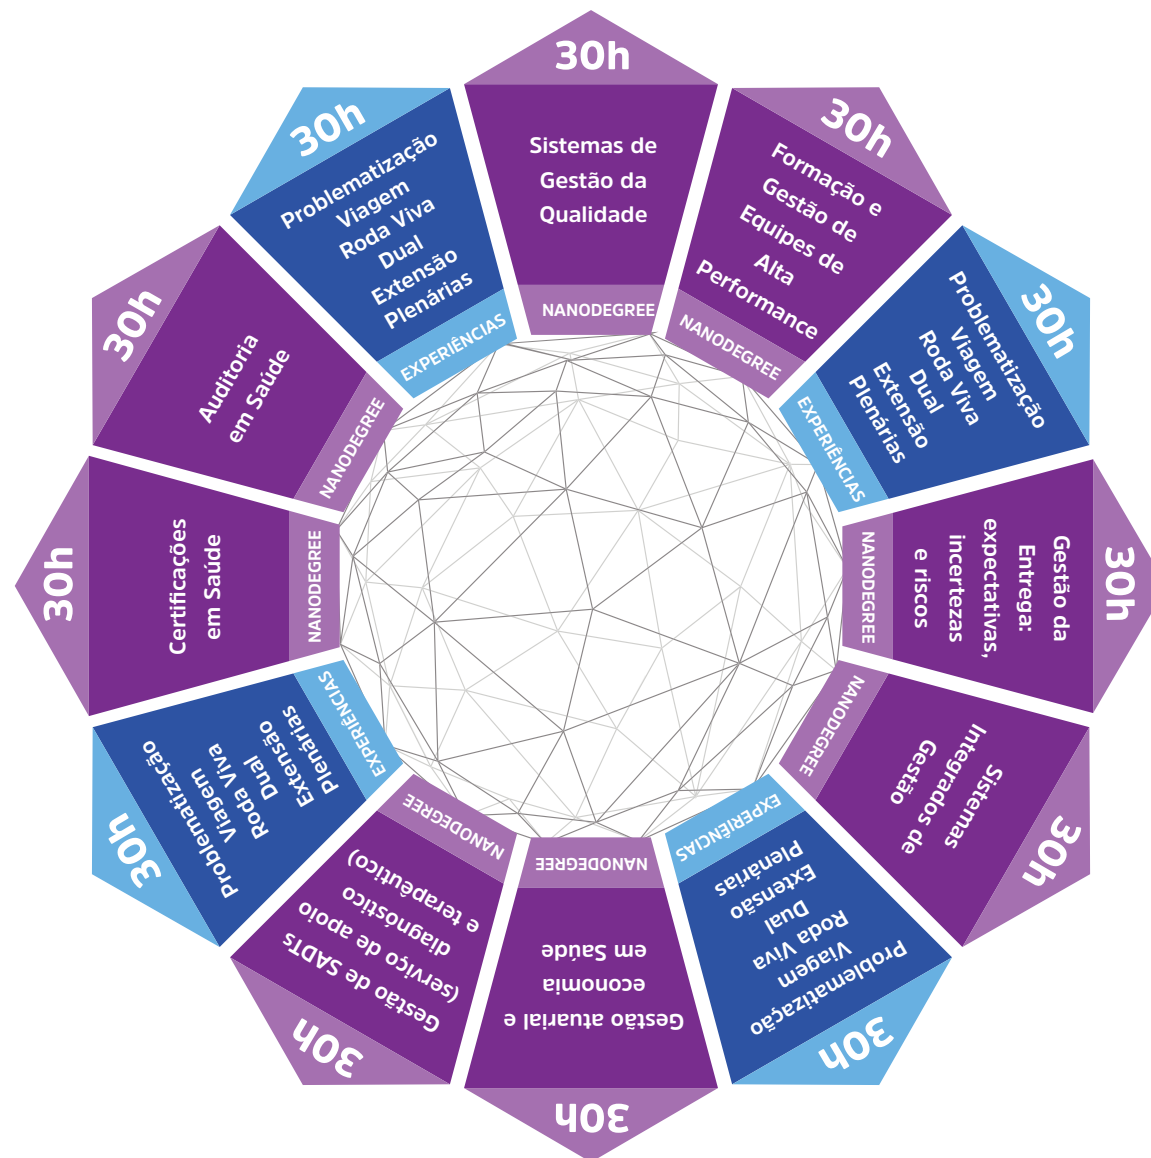 30h
Sistemas de
Gestão da
Qualidade
NANODEGREE
30h
Formação e
Gestão de
Equipes de
Alta
Performance
NANODEGREE
30h
Problematização
Viagem
Roda Viva
Dual
Extensão
Plenárias
EXPERIÊNCIAS
30h
Gestão da
Entrega:
expectativas,
incertezas
e riscos
NANODEGREE
30h
Sistemas
Integrados de
Gestão
NANODEGREE
30h
Problematização
Viagem
Roda Viva
Dual
Extensão
Plenárias
EXPERIÊNCIAS
30h
Gestão atuarial e
economia
em Saúde
NANODEGREE
30h
Gestão de SADTs
(serviço de apoio
diagnóstico
e terapêutico)
NANODEGREE
30h
Problematização
Viagem
Roda Viva
Dual
Extensão
Plenárias
EXPERIÊNCIAS
30h
Certificações
em Saúde
NANODEGREE
30h
Auditoria
em Saúde
NANODEGREE
30h
Problematização
Viagem
Roda Viva
Dual
Extensão
Plenárias
EXPERIÊNCIAS